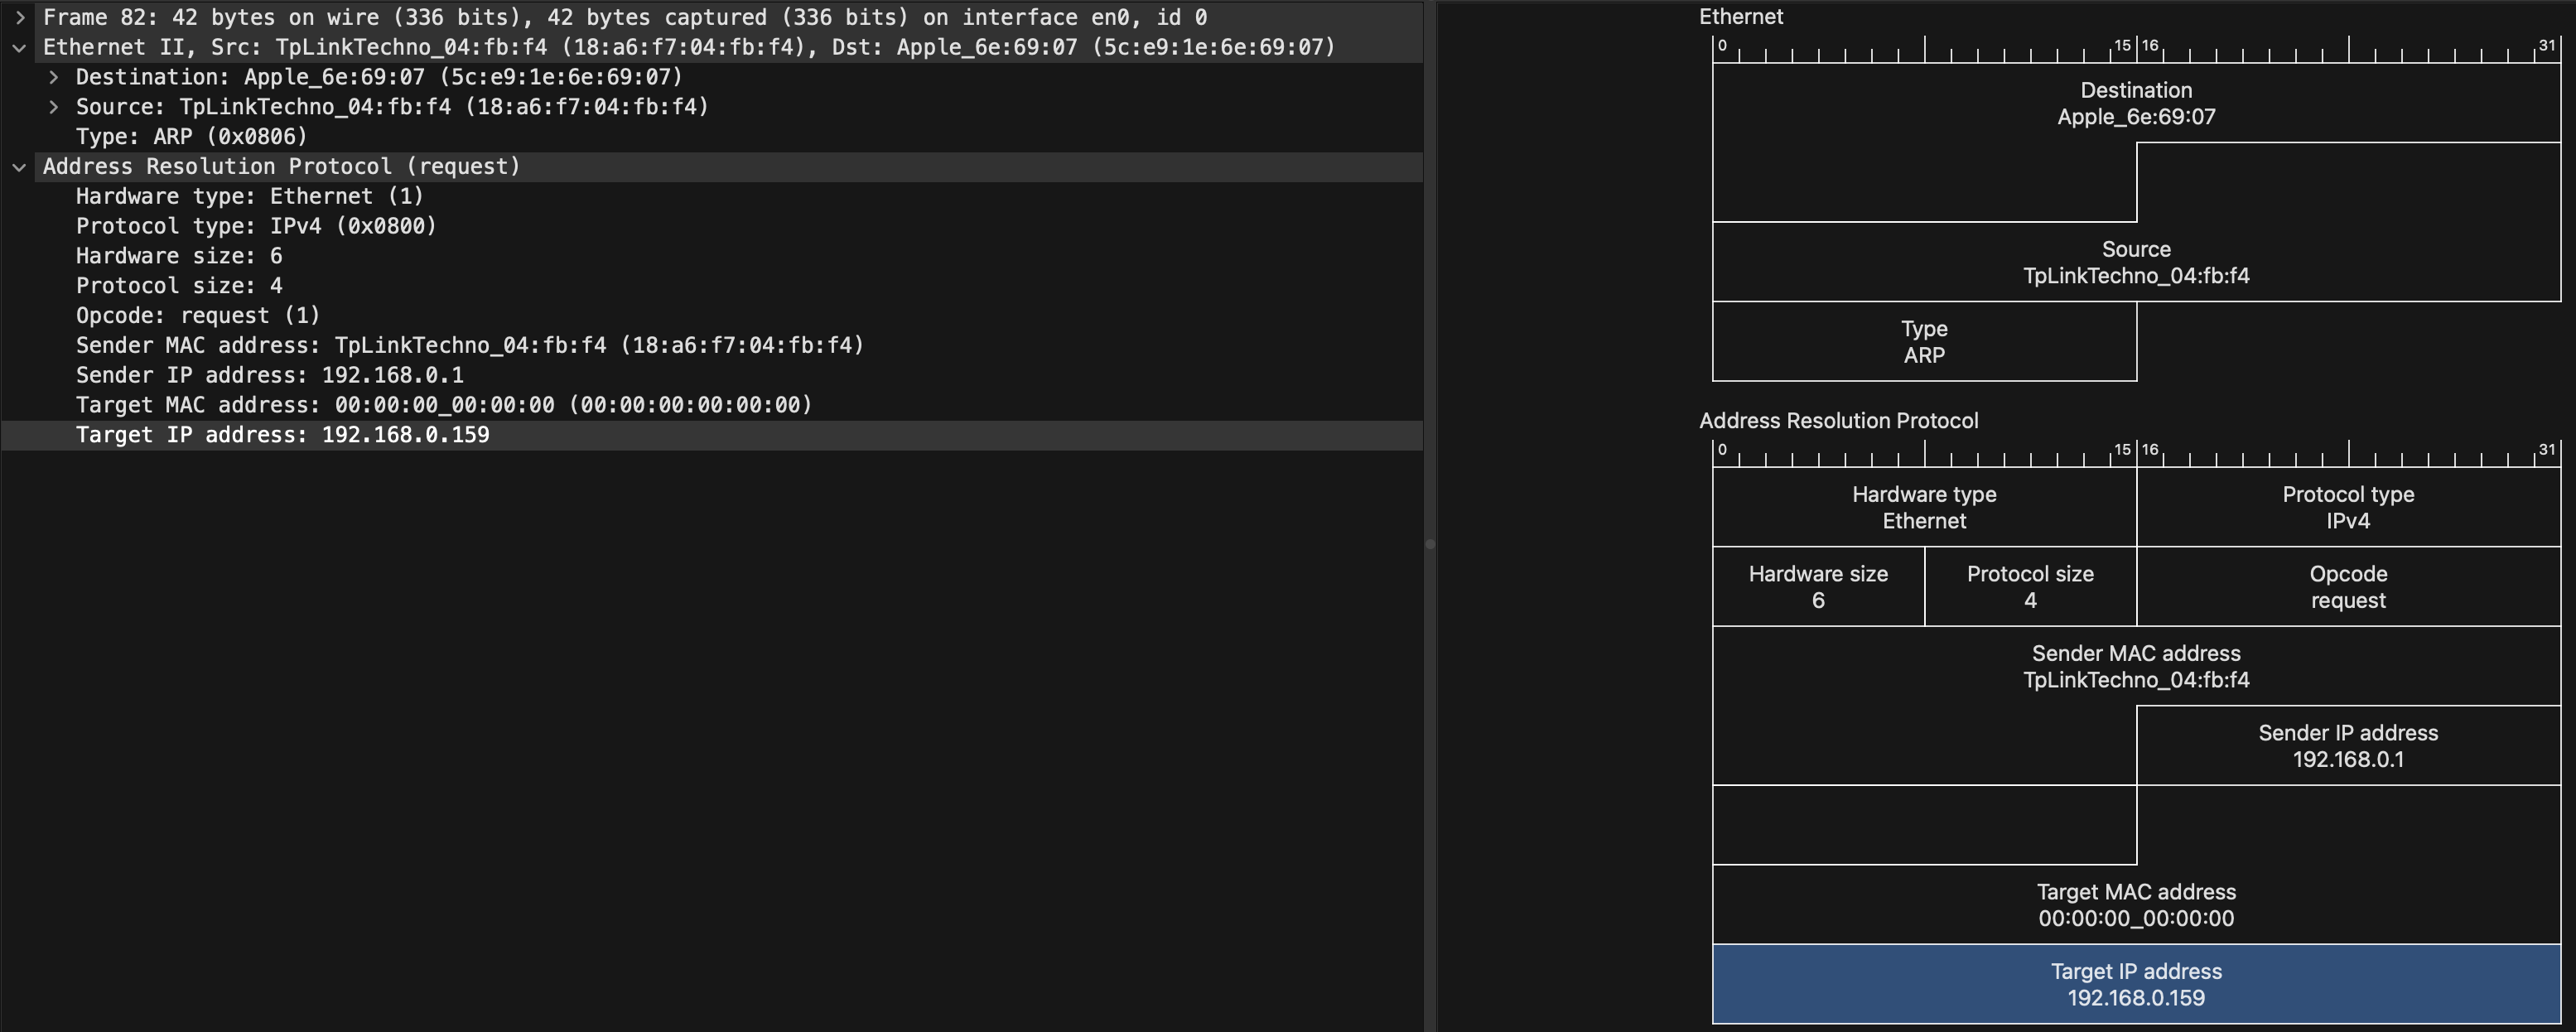 Frame 82: 42 bytes on wire (336 bits), 42 bytes captured (336 bits) on interface en0, id 0
Ethernet II, Src: TpLinkTechno_04:fb:f4 (18:a6:f7:04:fb:f4), Dst: Apple_6e:69:07 (5c:e9:1e:6e:69:07)
Destination: Apple_6e:69:07 (5c:e9:1e:6e:69:07)
Source: TpLinkTechno_04:fb:f4 (18:a6:f7:04:fb:f4)
Type: ARP (0x0806)
Address Resolution Protocol (request)
Hardware type: Ethernet (1)
Protocol type: IPv4 (0x0800)
Hardware size: 6
Protocol size: 4
Opcode: request (1)
Sender MAC address: TpLinkTechno_04:fb:f4 (18:a6:f7:04:fb:f4)
Sender IP address: 192.168.0.1
Target MAC address: 00:00:00_00:00:00 (00:00:00:00:00:00)
Target IP address: 192.168.0.159
Ethernet
0 15 16 31
Destination
Apple_6e:69:07
Source
TpLinkTechno_04:fb:f4
Type
ARP
Address Resolution Protocol
0 15 16 31
Hardware type
Ethernet
Protocol type
IPv4
Hardware size
6
Protocol size
4
Opcode
request
Sender MAC address
TpLinkTechno_04:fb:f4
Sender IP address
192.168.0.1
Target MAC address
00:00:00_00:00:00
Target IP address
192.168.0.159